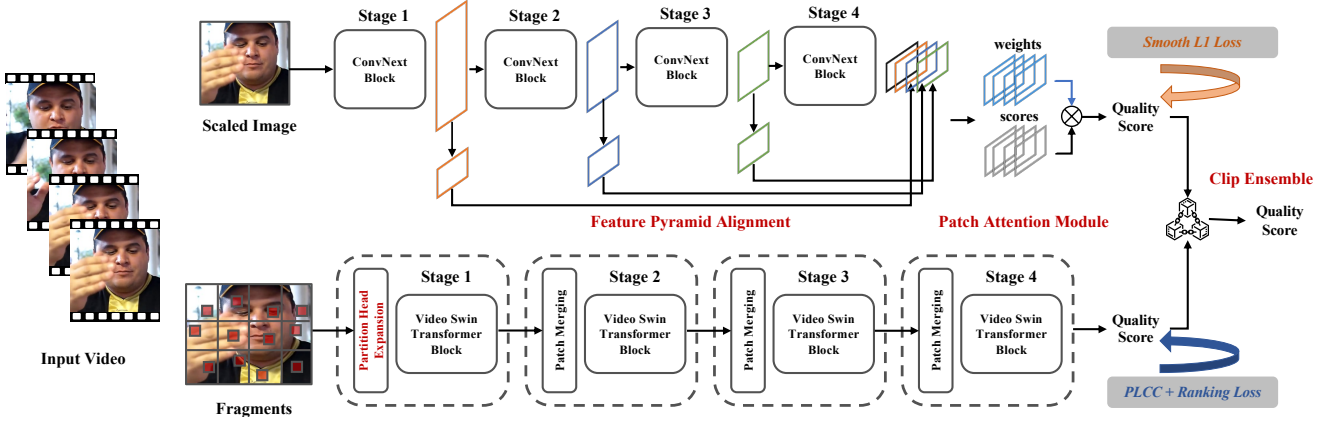 Stage 1
Stage 2
Stage 3
Stage 4
ConvNext
Block
ConvNext
Block
ConvNext
Block
ConvNext
Block
Scaled Image
weights
scores
Smooth L1 Loss
Quality
Score
Feature Pyramid Alignment
Patch Attention Module
Clip Ensemble
Quality
Score
Input Video
Fragments
Partition Head
Expansion
Stage 1
Video Swin
Transformer
Block
Patch Merging
Stage 2
Video Swin
Transformer
Block
Patch Merging
Stage 3
Video Swin
Transformer
Block
Patch Merging
Stage 4
Video Swin
Transformer
Block
Quality
Score
PLCC + Ranking Loss